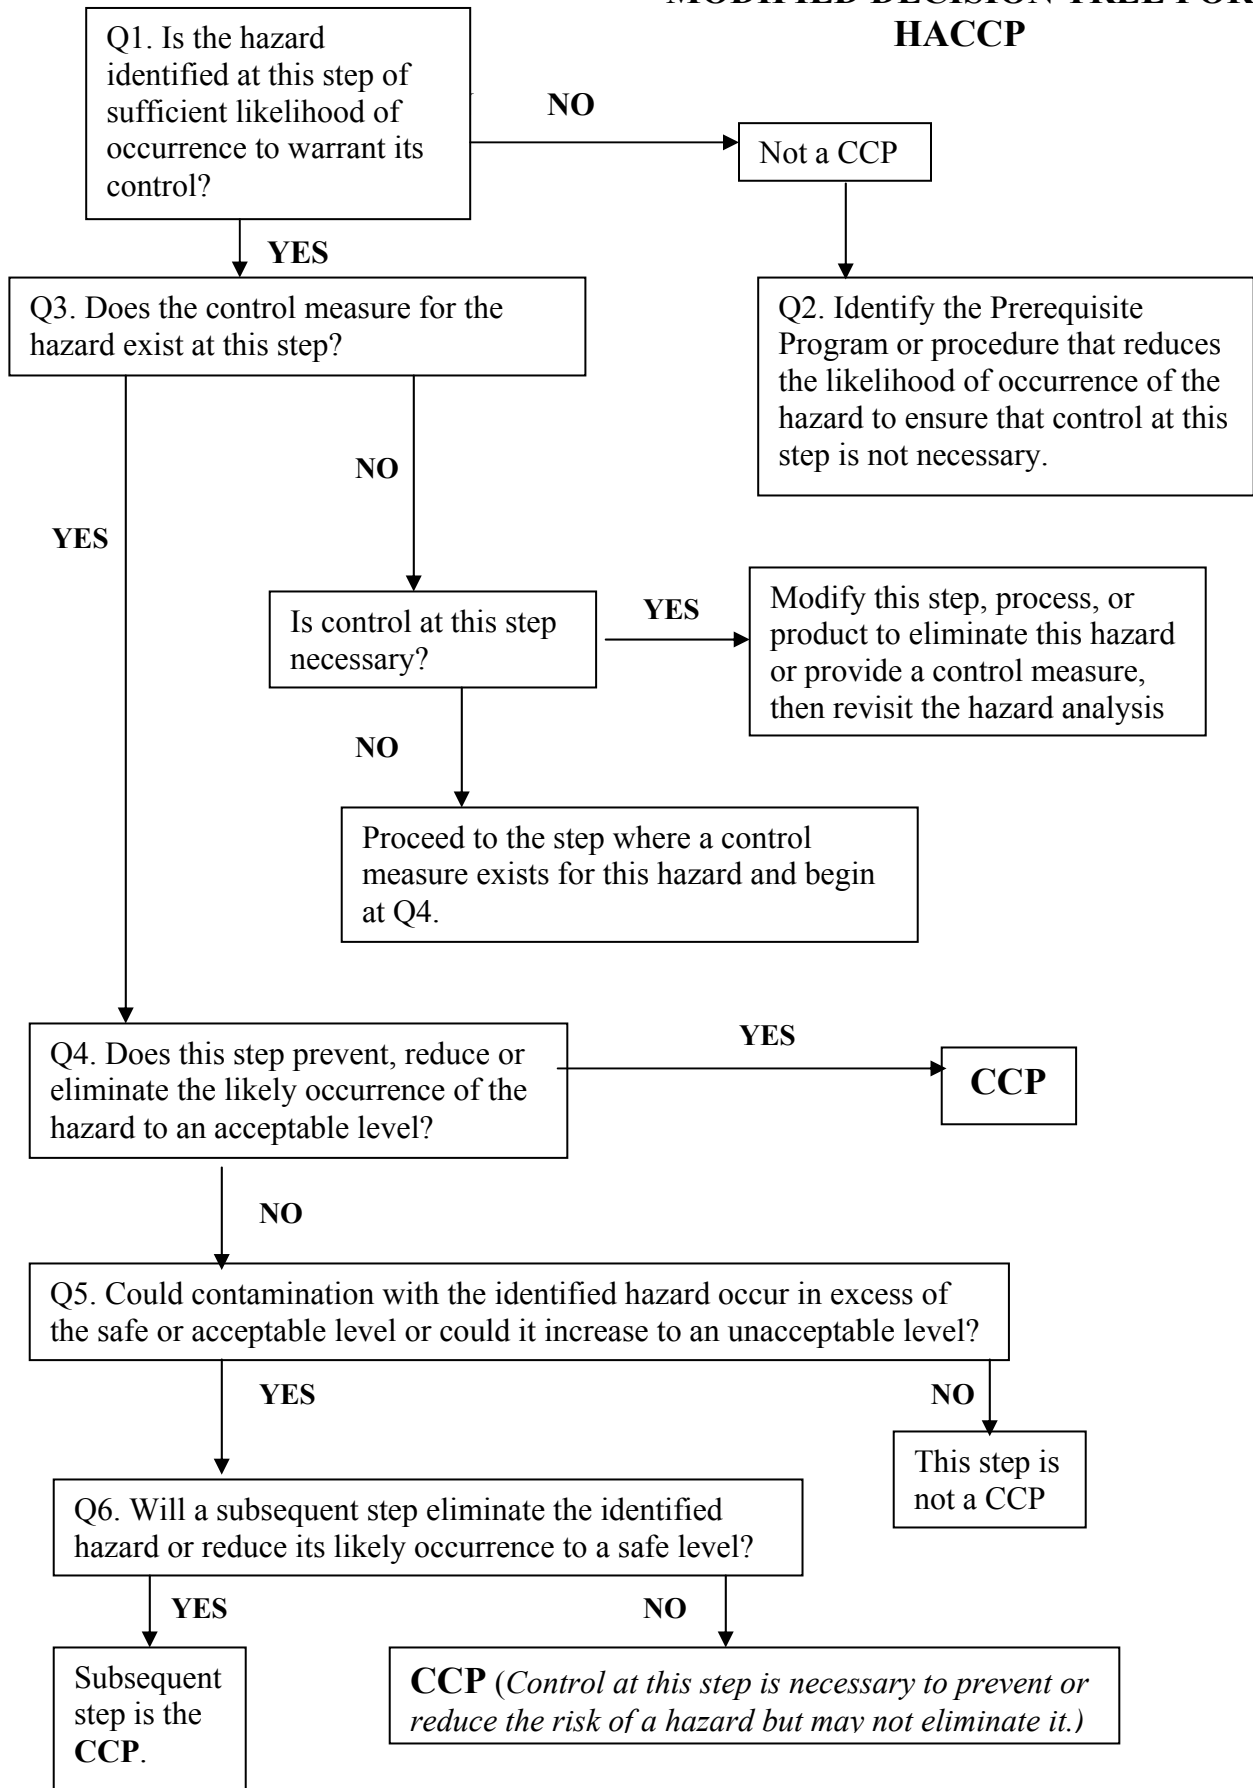 MODIFIED DECISION TREE FOR
HACCP
Q1. Is the hazard
identified at this step of
sufficient likelihood of
occurrence to warrant its
control?
NO
Not a CCP
YES
Q3. Does the control measure for the
hazard exist at this step?
Q2. Identify the Prerequisite
Program or procedure that reduces
the likelihood of occurrence of the
hazard to ensure that control at this
step is not necessary.
NO
YES
Is control at this step
necessary?
YES
Modify this step, process, or
product to eliminate this hazard
or provide a control measure,
then revisit the hazard analysis
NO
Proceed to the step where a control
measure exists for this hazard and begin
at Q4.
Q4. Does this step prevent, reduce or
eliminate the likely occurrence of the
hazard to an acceptable level?
YES
CCP
NO
Q5. Could contamination with the identified hazard occur in excess of
the safe or acceptable level or could it increase to an unacceptable level?
YES
NO
This step is
not a CCP
Q6. Will a subsequent step eliminate the identified
hazard or reduce its likely occurrence to a safe level?
YES
NO
Subsequent
step is the
CCP.
CCP (Control at this step is necessary to prevent or
reduce the risk of a hazard but may not eliminate it.)